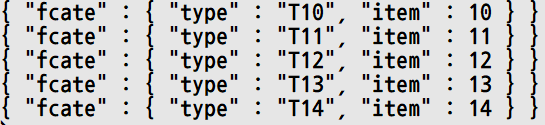 { "fcate" : { "type" : "T10", "item" : 10 } }
{ "fcate" : { "type" : "T11", "item" : 11 } }
{ "fcate" : { "type" : "T12", "item" : 12 } }
{ "fcate" : { "type" : "T13", "item" : 13 } }
{ "fcate" : { "type" : "T14", "item" : 14 } }